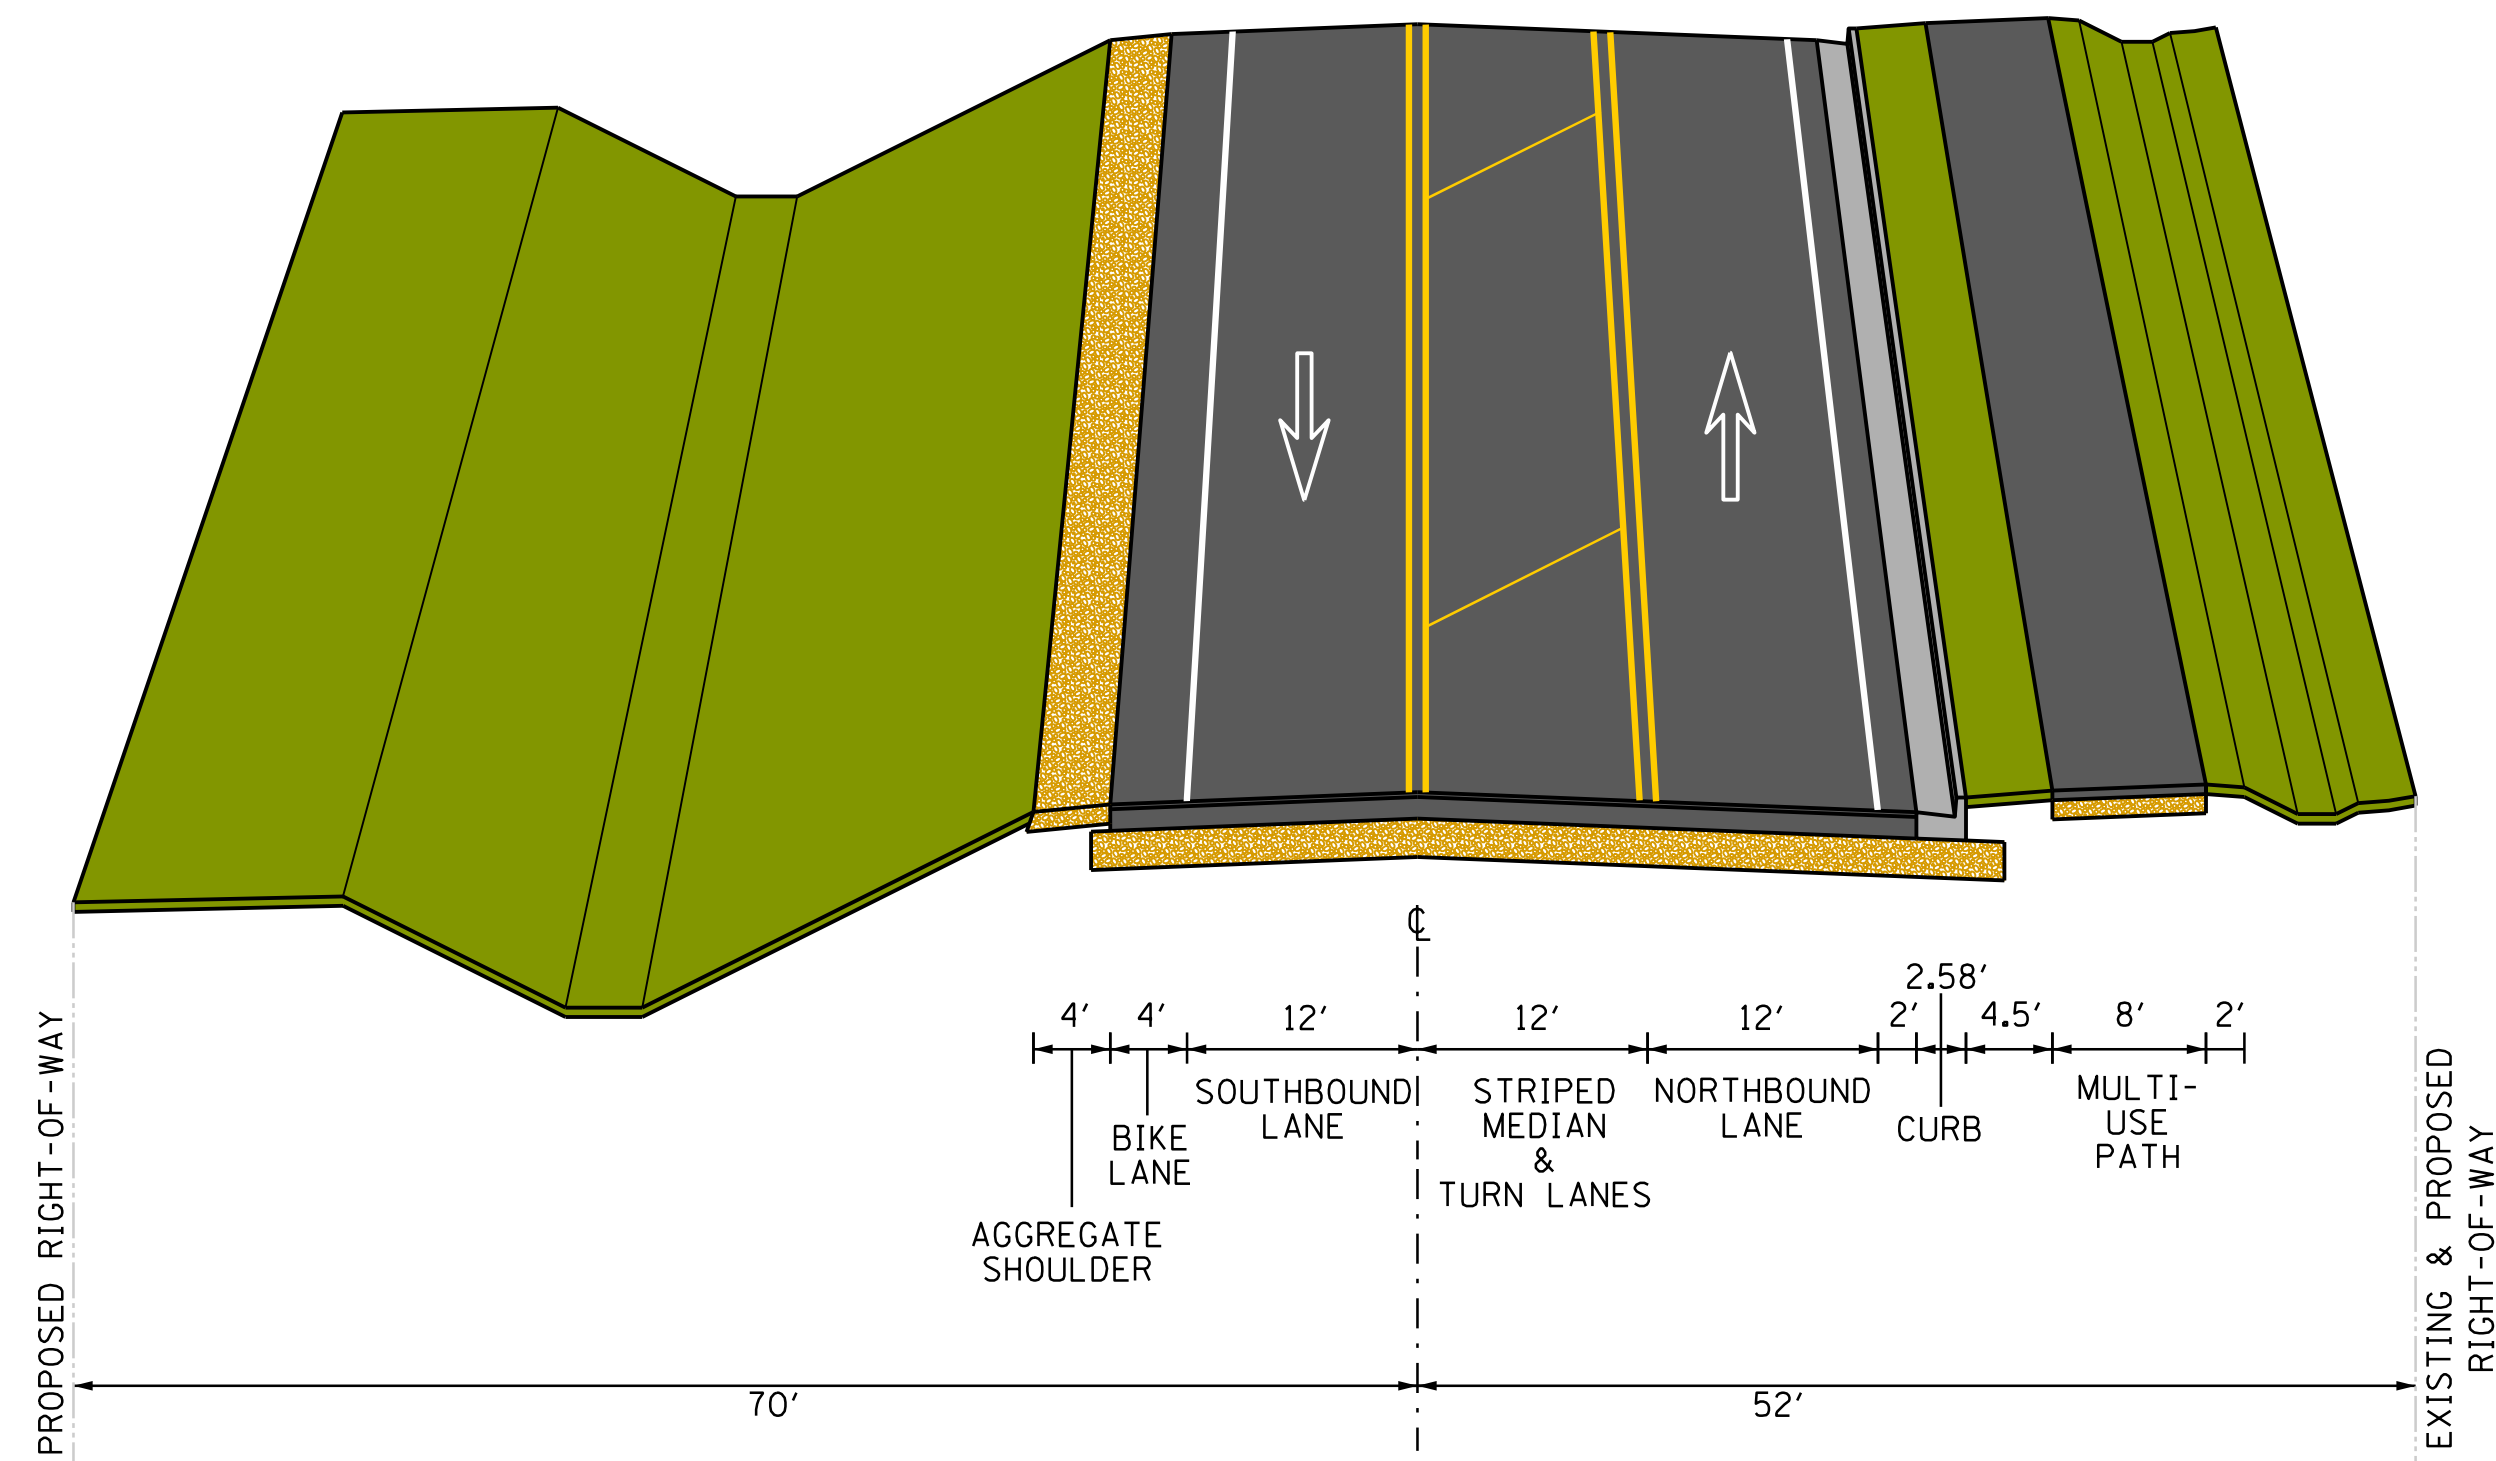 ℄
2.58'
4'
4'
12'
12'
12'
2'
4.5'
8'
2'
SOUTHBOUND
LANE
STRIPED
MEDIAN
&
TURN LANES
NORTHBOUND
LANE
CURB
MULTI-
USE
PATH
BIKE
LANE
AGGREGATE
SHOULDER
70'
52'
PROPOSED RIGHT-OF-WAY
EXISTING & PROPOSED
RIGHT-OF-WAY